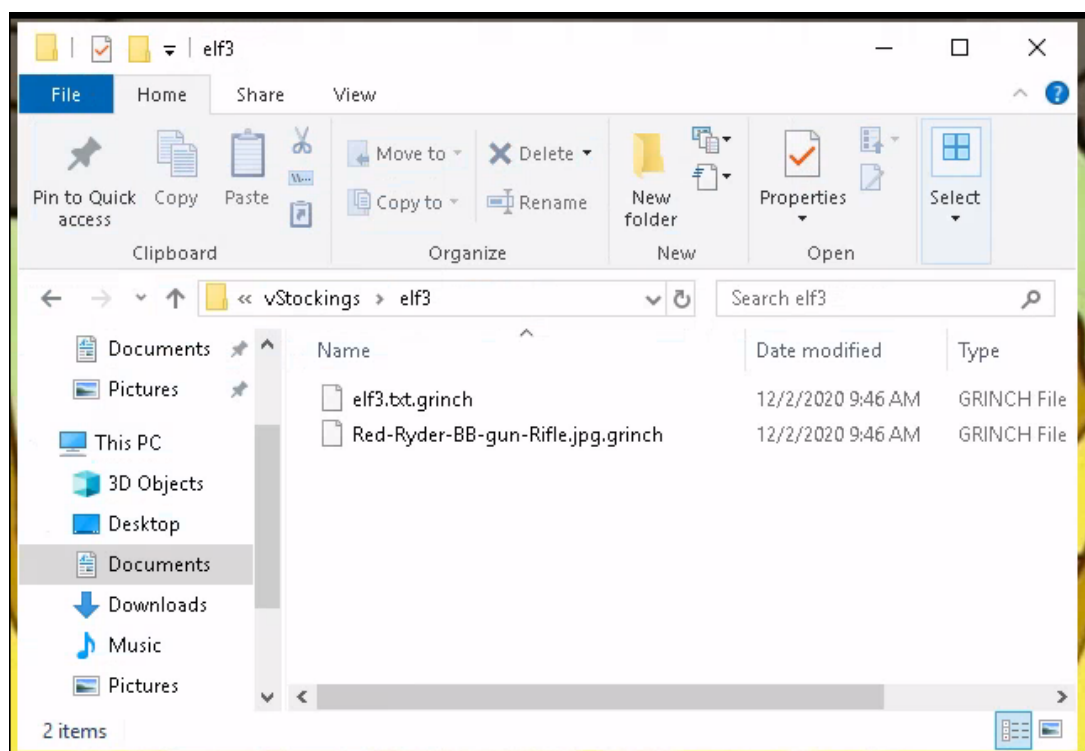 elf3
File Home Share View
Pin to Quick access
Copy
Paste
Move to
Copy to
Delete
Rename
New folder
Properties
Select
Clipboard Organize New Open
« vStockings > elf3
Search elf3
Documents
Pictures
This PC
3D Objects
Desktop
Documents
Downloads
Music
Pictures
Name Date modified Type
elf3.txt.grinch 12/2/2020 9:46 AM GRINCH File
Red-Ryder-BB-gun-Rifle.jpg.grinch 12/2/2020 9:46 AM GRINCH File
2 items